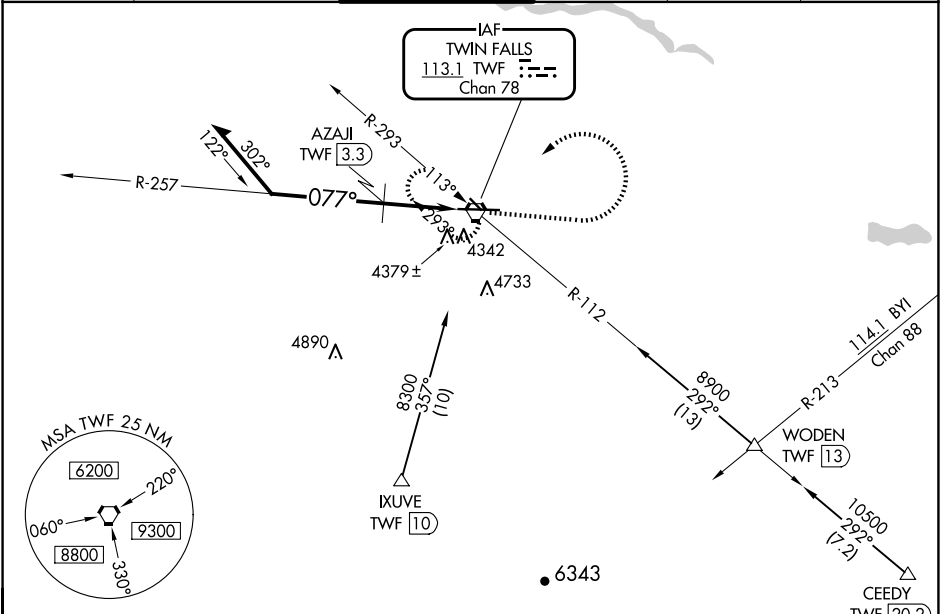 IAF
TWIN FALLS
113.1 TWF
Chan 78
R-293
AZAJI
TWF 3.3
122°
302°
R-257
077°
113°
293°
4342
4379 ±
4733
R-112
4890
114.1 BYI
Chan 88
R-213
8300
357°
(10)
8900
292°
(13)
WODEN
TWF 13
MSA TWF 25 NM
6200
220°
060°
9300
8800
330°
IXUVE
TWF 10
10500
292°
(7.2)
6343
CEEDY
TWF 20.2